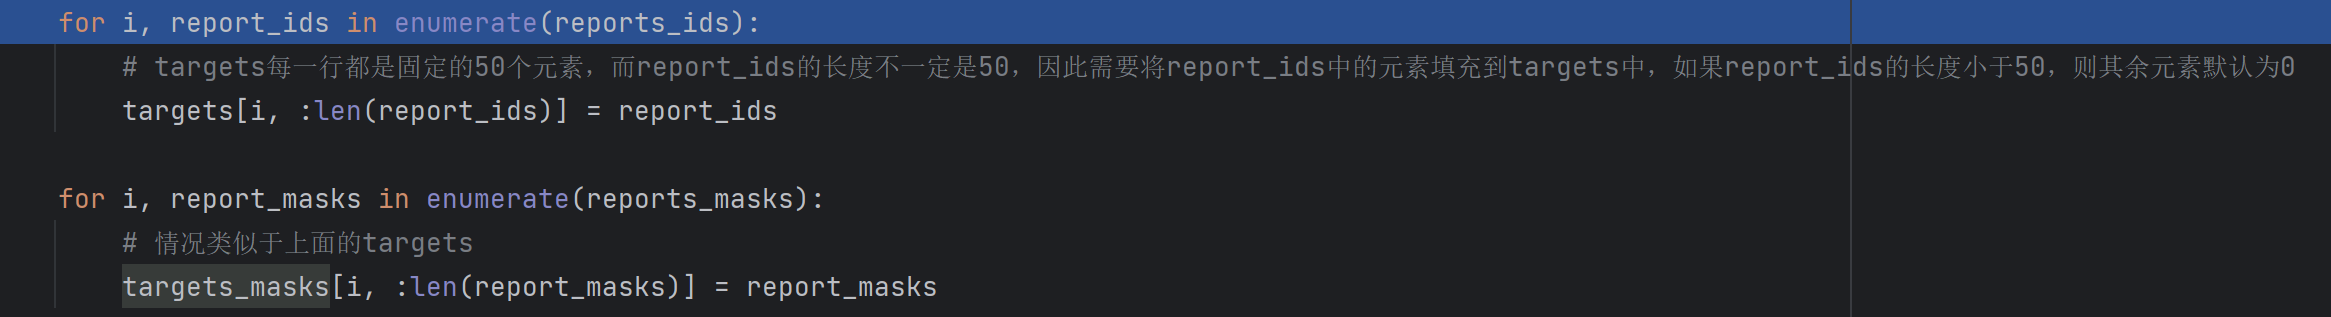 for i, report_ids in enumerate(reports_ids):
# targets每一行都是固定的50个元素，而report_ids的长度不一定是50，因此需要将report_ids中的元素填充到targets中，如果report_ids的长度小于50，则其余元素默认为0
targets[i, :len(report_ids)] = report_ids
for i, report_masks in enumerate(reports_masks):
# 情况类似于上面的targets
targets_masks[i, :len(report_masks)] = report_masks